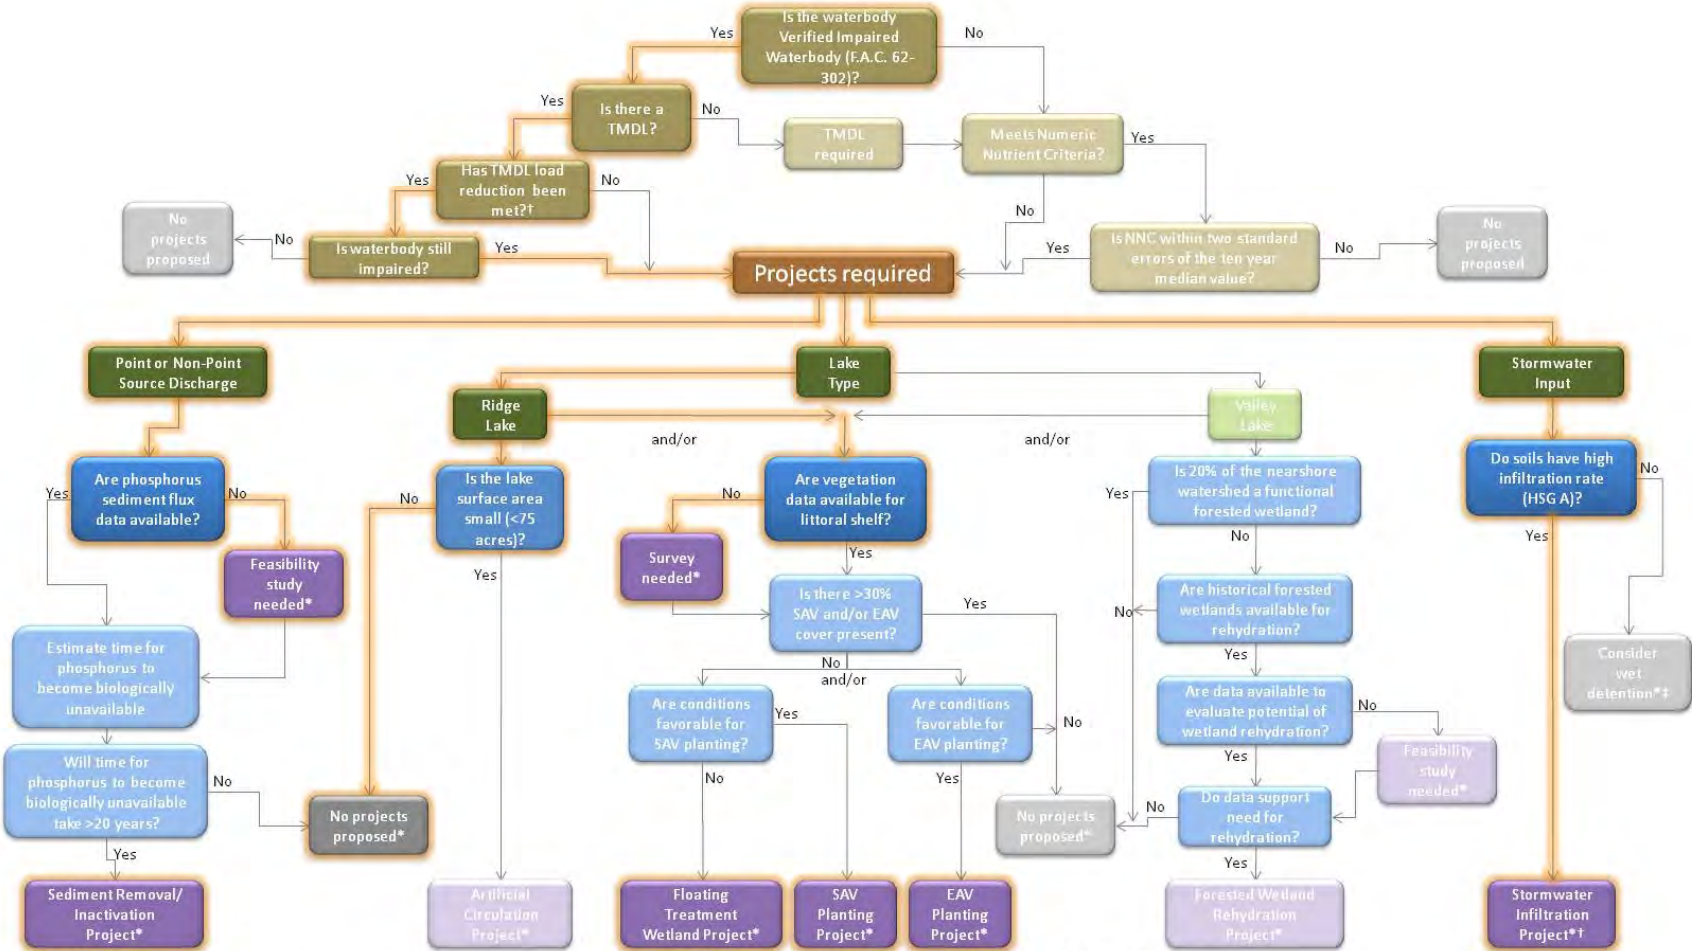 Is the waterbody
Verified Impaired
Waterbody (F.A.C. 62-
302)?
Yes
No
Is there a
TMDL?
Yes
No
TMDL
required
Meets Numeric
Nutrient Criteria?
Yes
No
Has TMDL load
reduction been
met?†
Yes
No
No
projects
proposed
No
Is waterbody still
impaired?
Yes
Projects required
Yes
Is NNC within two standard
errors of the ten year
median value?
No
No
projects
proposed
Point or Non-Point
Source Discharge
Lake
Type
Stormwater
Input
Ridge
Lake
and/or
and/or
Valley
Lake
Are phosphorus
sediment flux
data available?
Yes
No
Feasibility
study
needed*
Estimate time for
phosphorus to
become biologically
unavailable
Will time for
phosphorus to become
biologically unavailable
take >20 years?
No
Yes
Sediment Removal/
Inactivation
Project*
Is the lake
surface area
small (<75
acres)?
No
Yes
No projects
proposed*
Artificial
Circulation
Project*
Are vegetation
data available for
littoral shelf?
No
Yes
Survey
needed*
Is there >30%
SAV and/or EAV
cover present?
Yes
No
and/or
Are conditions
favorable for
SAV planting?
Yes
No
Are conditions
favorable for
EAV planting?
No
Yes
Floating
Treatment
Wetland Project*
SAV
Planting
Project*
EAV
Planting
Project*
No projects
proposed*
Is 20% of the nearshore
watershed a functional
forested wetland?
Yes
No
Are historical forested
wetlands available for
rehydration?
No
Yes
Are data available to
evaluate potential of
wetland rehydration?
No
Yes
Feasibility
study
needed*
Do data support
need for
rehydration?
No
Yes
Forested Wetland
Rehydration
Project*
Do soils have high
infiltration rate
(HSG A)?
No
Yes
Consider
wet
detention*‡
Stormwater
Infiltration
Project*†